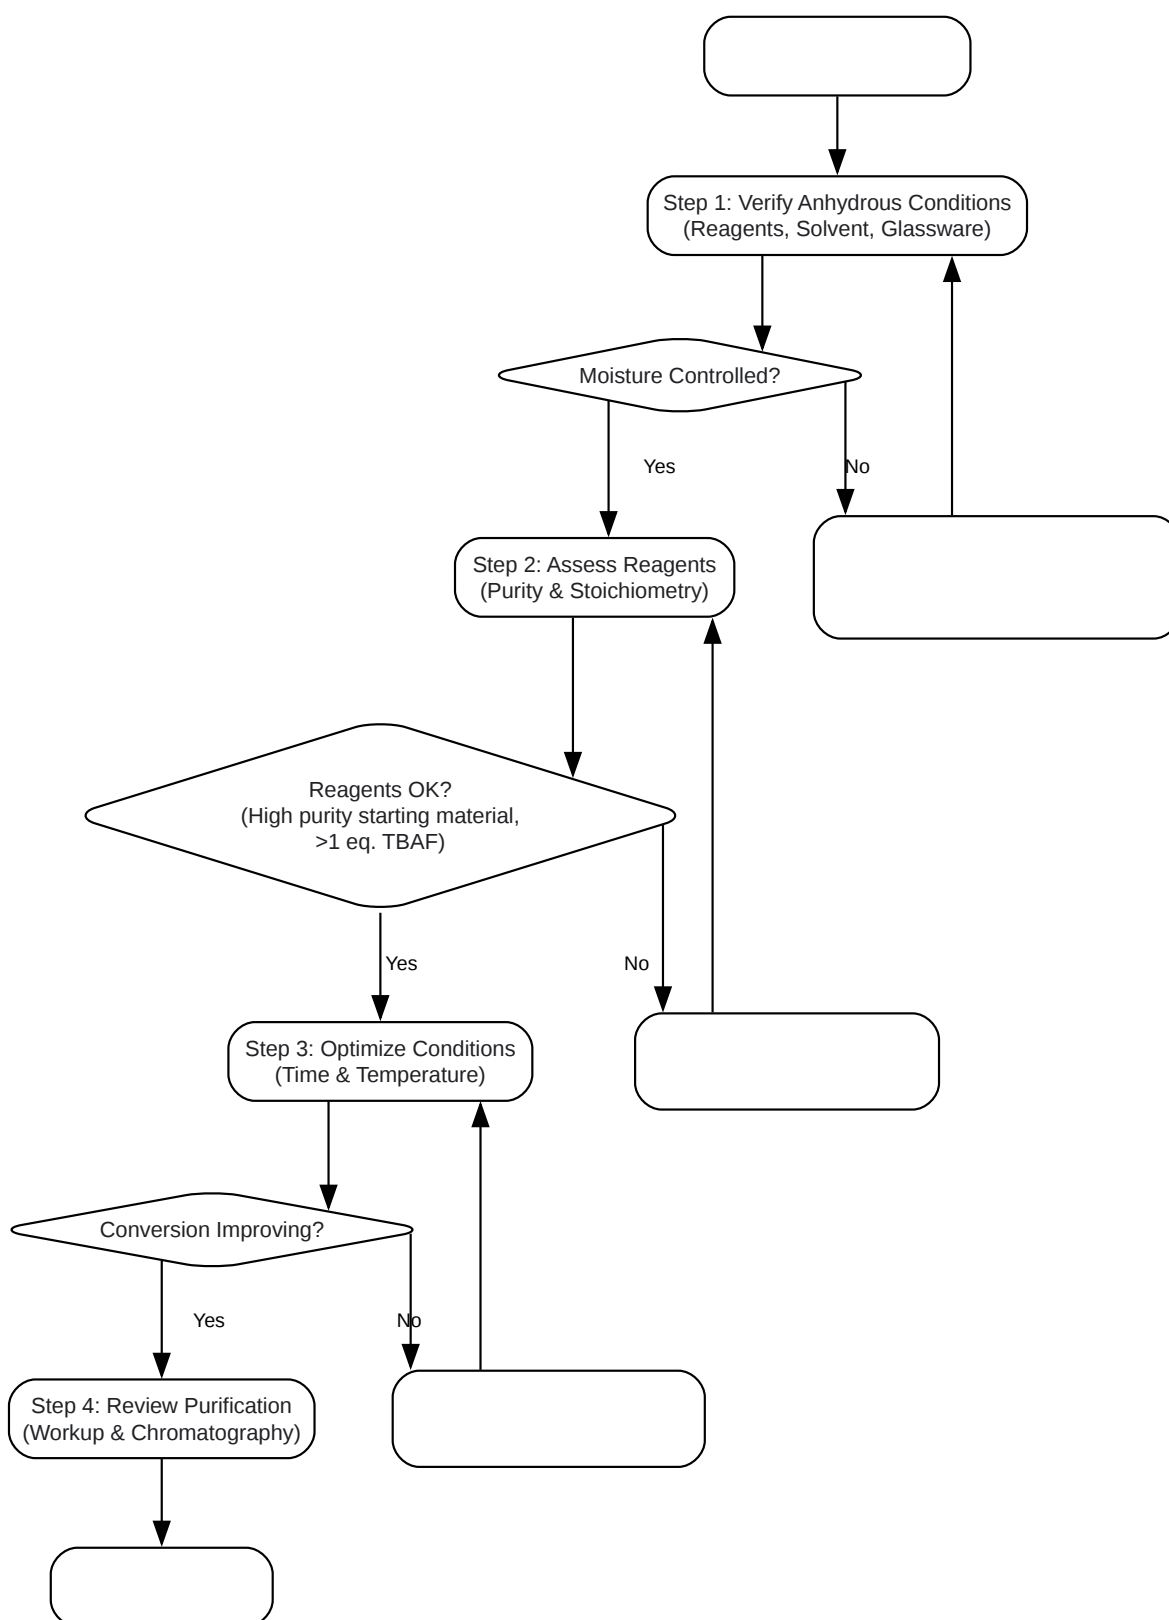 Step 1: Verify Anhydrous Conditions
(Reagents, Solvent, Glassware)
Moisture Controlled?
Yes
No
Step 2: Assess Reagents
(Purity & Stoichiometry)
Reagents OK?
(High purity starting material,
>1 eq. TBAF)
Yes
No
Step 3: Optimize Conditions
(Time & Temperature)
Conversion Improving?
Yes
No
Step 4: Review Purification
(Workup & Chromatography)